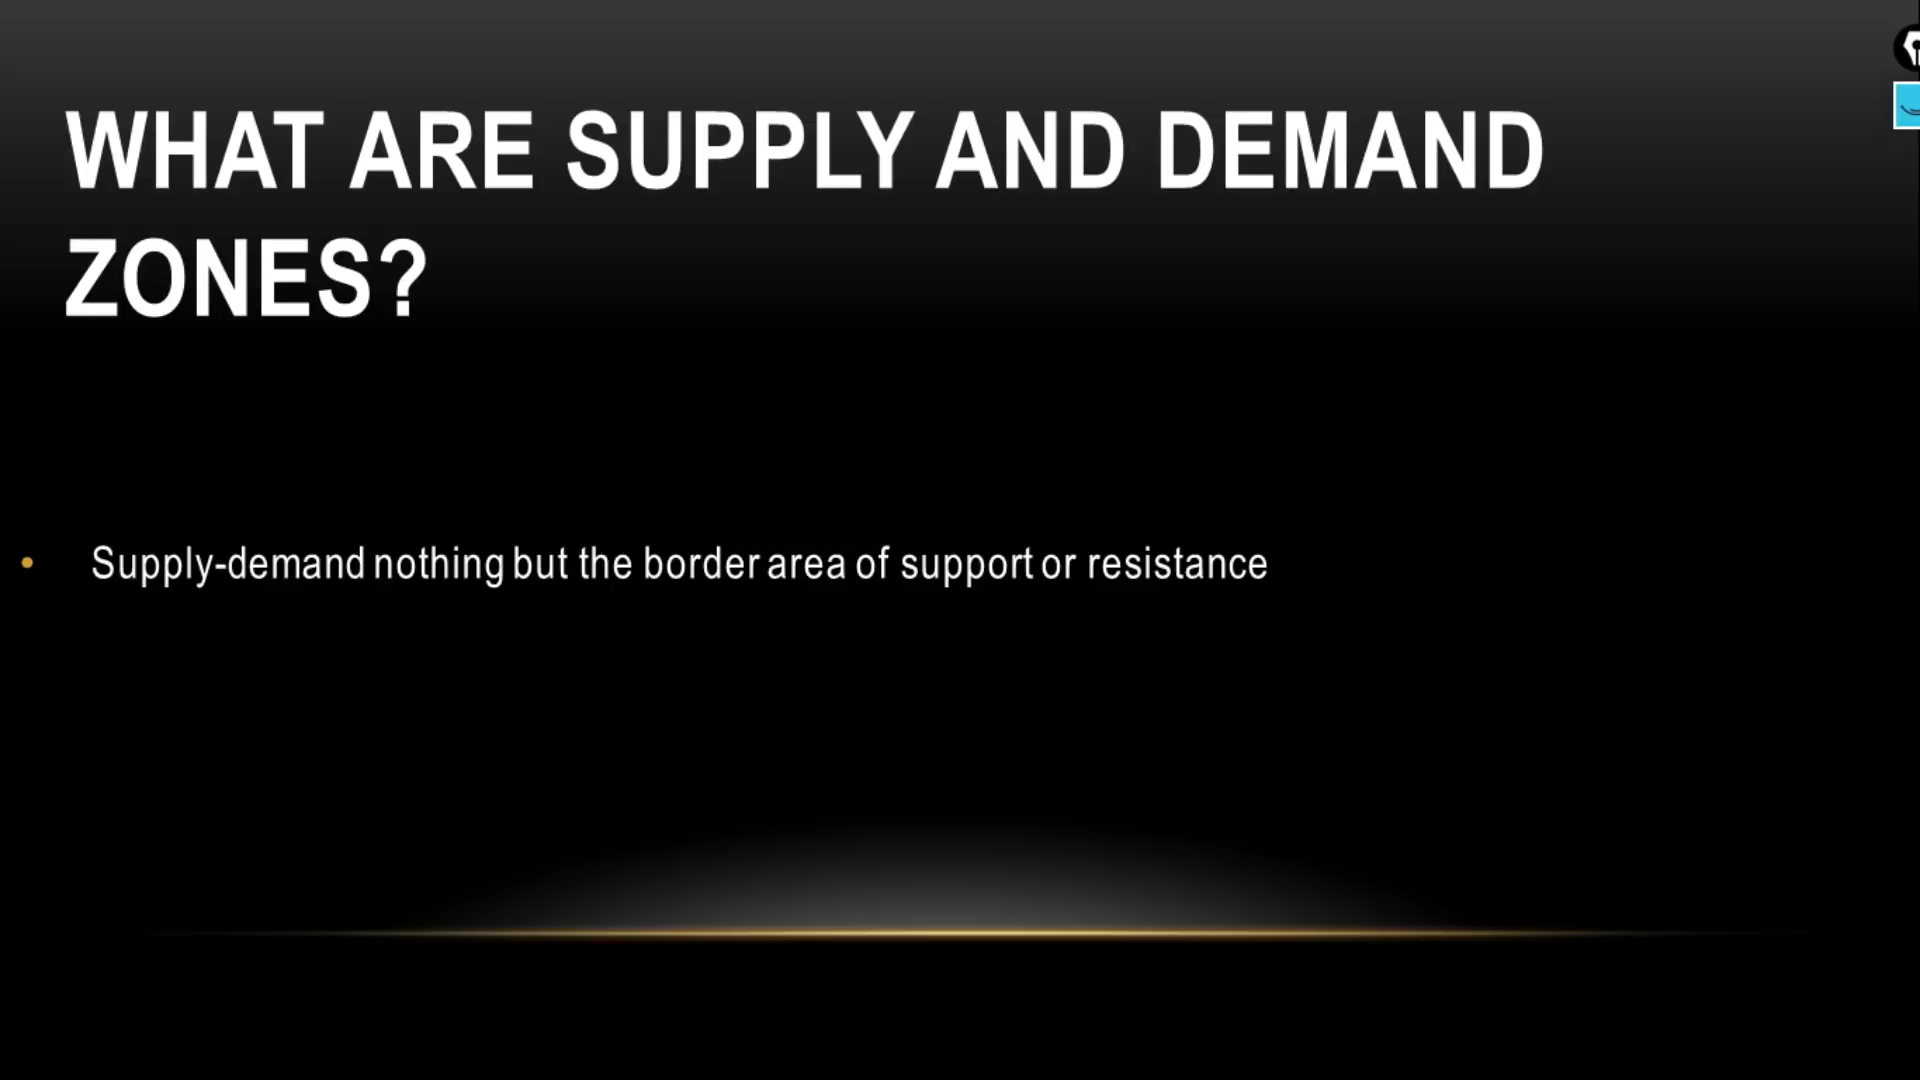 WHAT ARE SUPPLY AND DEMAND
ZONES?
• Supply-demand nothing but the border area of support or resistance